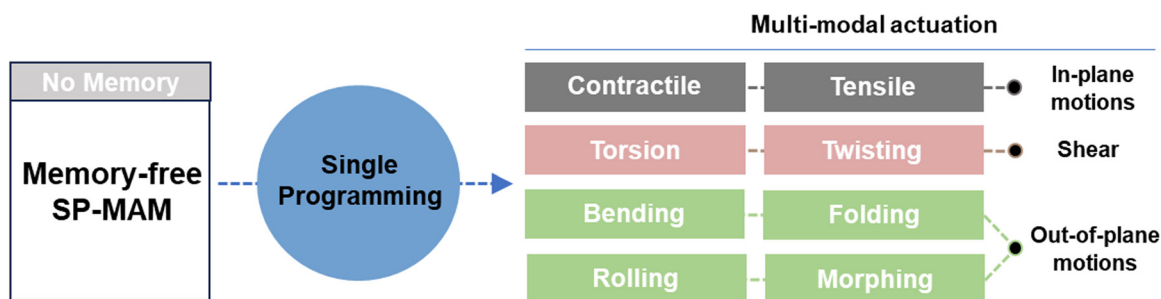 Multi-modal actuation
No Memory
Memory-free
SP-MAM
Single
Programming
Contractile
Tensile
In-plane
motions
Torsion
Twisting
Shear
Bending
Folding
Out-of-plane
motions
Rolling
Morphing